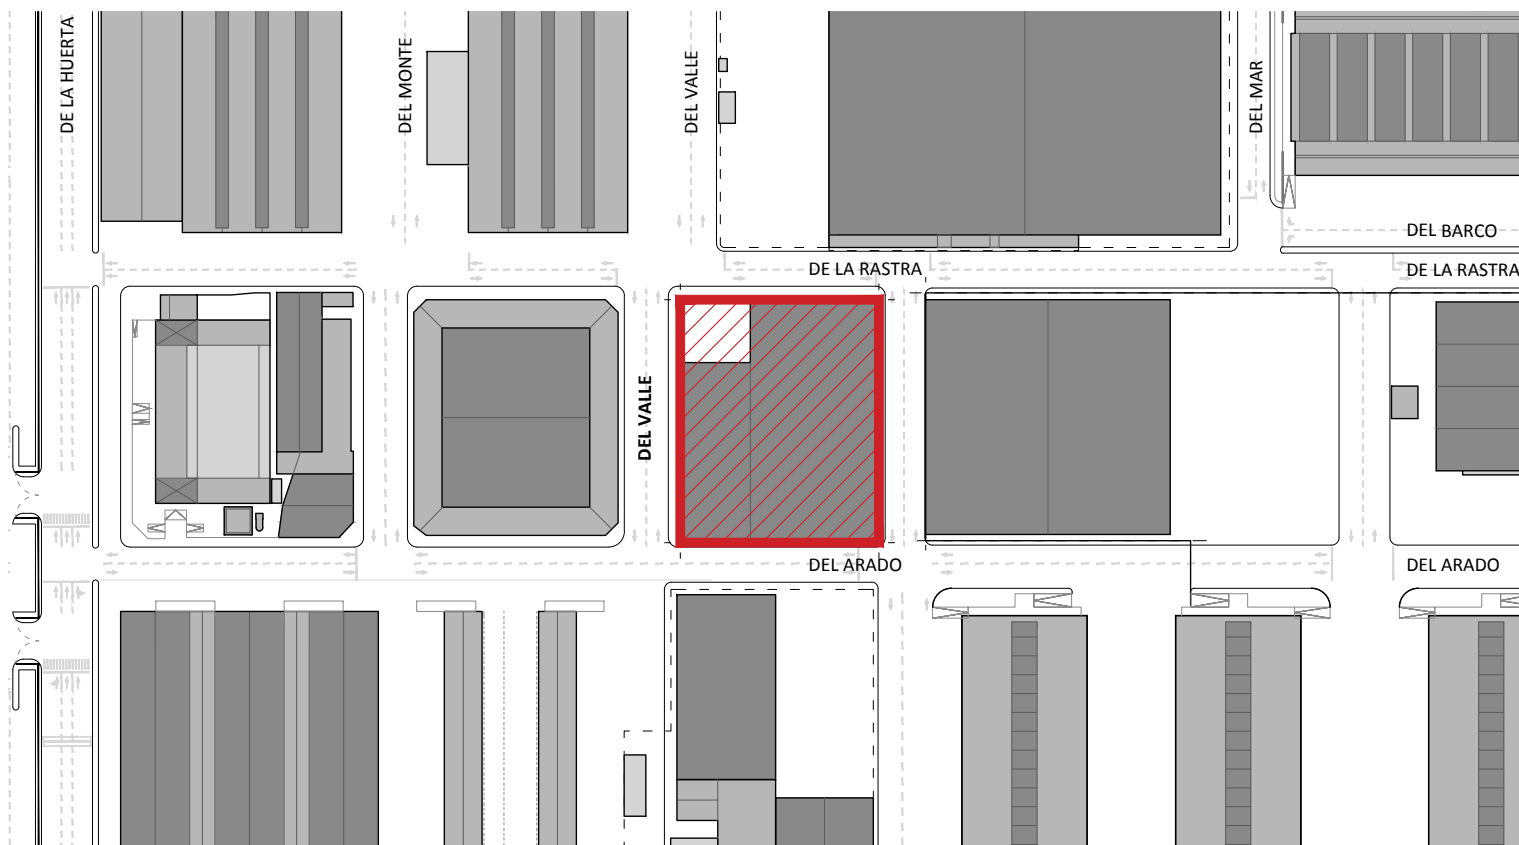 DE LA HUERTA
DEL MONTE
DEL VALLE
DEL MAR
DEL BARCO
DE LA RASTRA
DE LA RASTRA
DEL VALLE
DEL ARADO
DEL ARADO